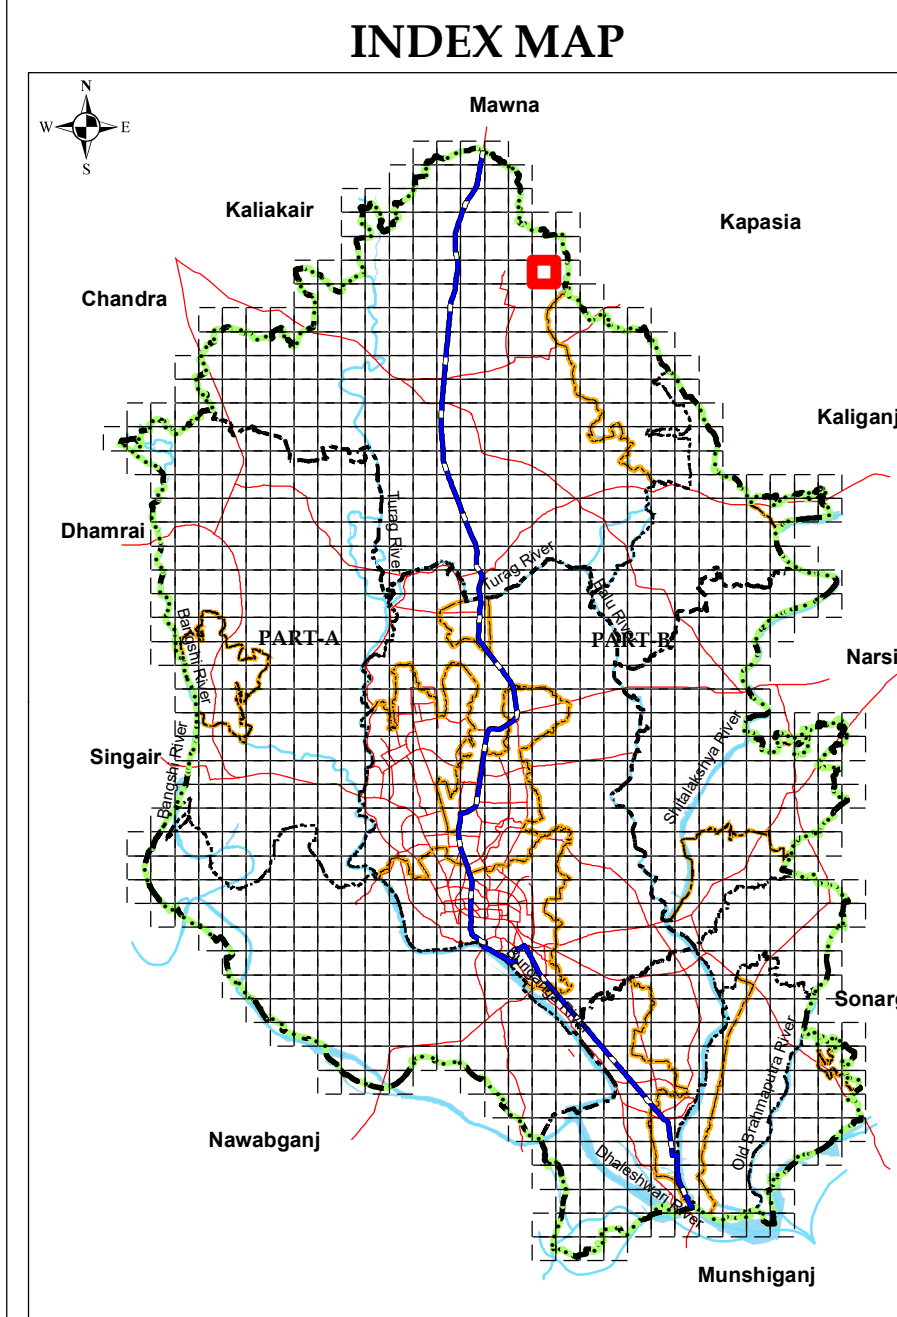 INDEX MAP
N
W
E
S
Mawna
Kaliakair
Kapasia
Chandra
Kaliganj
Dhamrai
Turag River
Turag River
Balu River
Bangshi River
PART-A
PART-B
Narsi
Shitalakshya River
Singair
Bangshi River
Buriganga River
Sonarg
Old Brahmaputra River
Nawabganj
Dhaleshwari River
Munshiganj